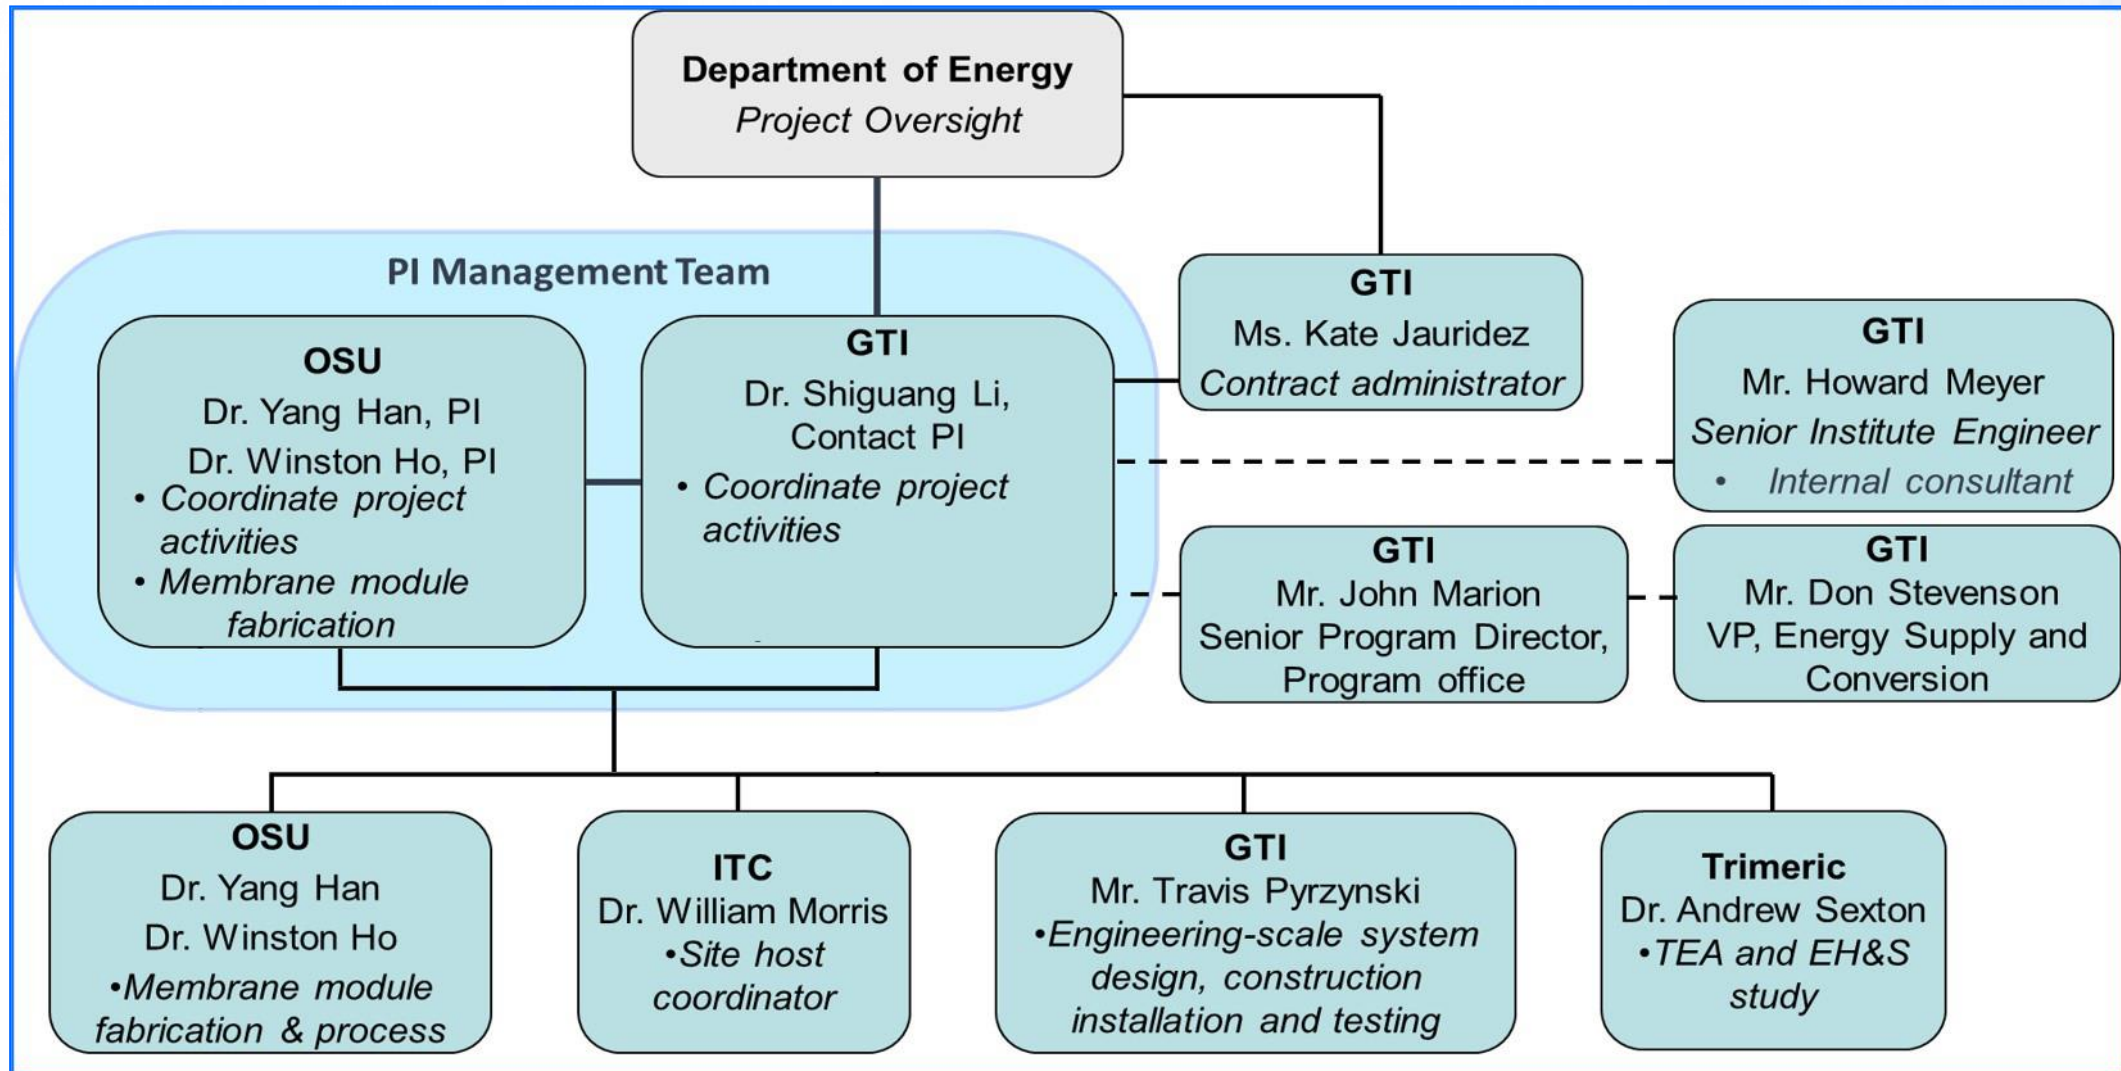 Department of Energy
Project Oversight
PI Management Team
OSU
Dr. Yang Han, PI
Dr. Winston Ho, PI
• Coordinate project
activities
• Membrane module
fabrication
GTI
Dr. Shiguang Li,
Contact PI
• Coordinate project
activities
GTI
Ms. Kate Jauridez
Contract administrator
GTI
Mr. Howard Meyer
Senior Institute Engineer
• Internal consultant
GTI
Mr. John Marion
Senior Program Director,
Program office
GTI
Mr. Don Stevenson
VP, Energy Supply and
Conversion
OSU
Dr. Yang Han
Dr. Winston Ho
•Membrane module
fabrication & process
ITC
Dr. William Morris
•Site host
coordinator
GTI
Mr. Travis Pyrzynski
•Engineering-scale system
design, construction
installation and testing
Trimeric
Dr. Andrew Sexton
•TEA and EH&S
study